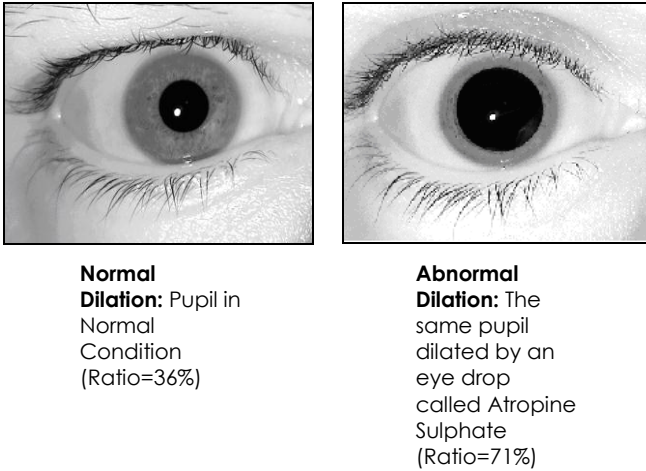 Normal
Dilation: Pupil in
Normal
Condition
(Ratio=36%)
Abnormal
Dilation: The
same pupil
dilated by an
eye drop
called Atropine
Sulphate
(Ratio=71%)